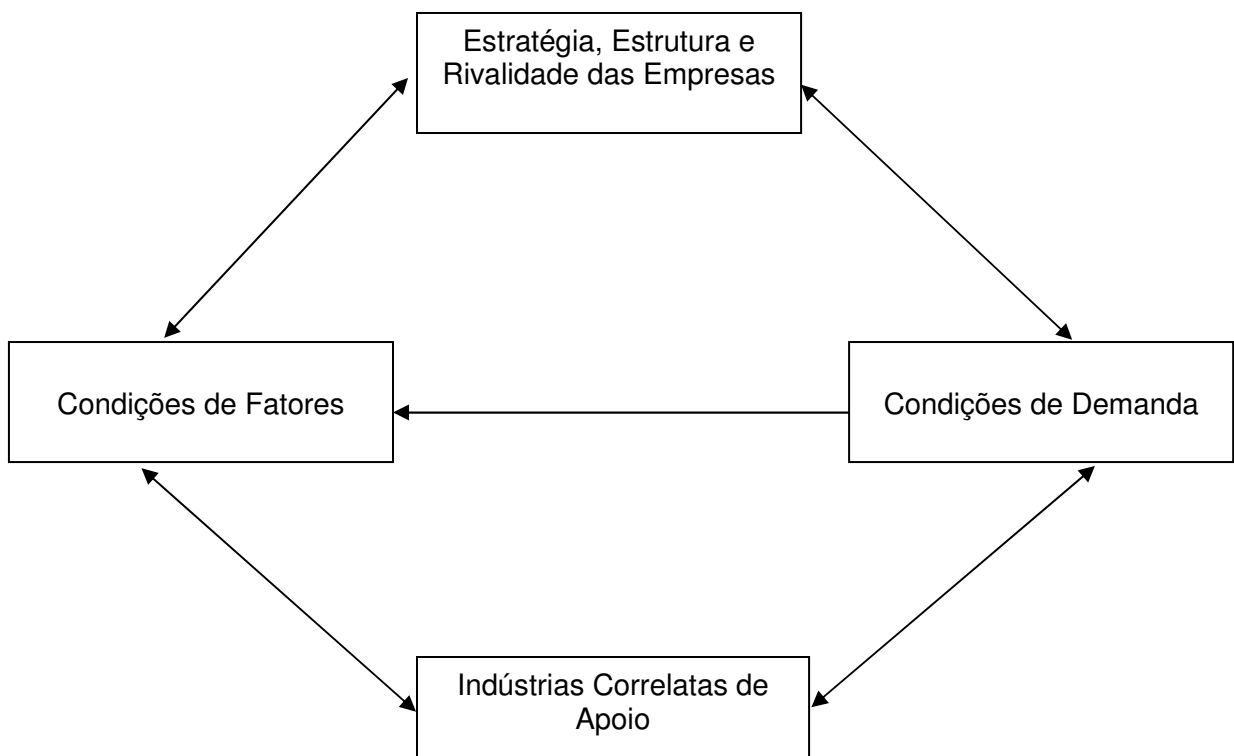 Estratégia, Estrutura e
Rivalidade das Empresas
Condições de Fatores
Condições de Demanda
Indústrias Correlatas de
Apoio